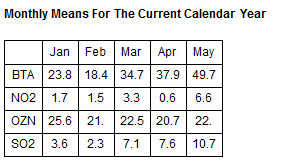 Monthly Means For The Current Calendar Year
Jan Feb Mar Apr May
BTA 23.8 18.4 34.7 37.9 49.7
NO2 1.7 1.5 3.3 0.6 6.6
OZN 25.6 21. 22.5 20.7 22.
SO2 3.6 2.3 7.1 7.6 10.7